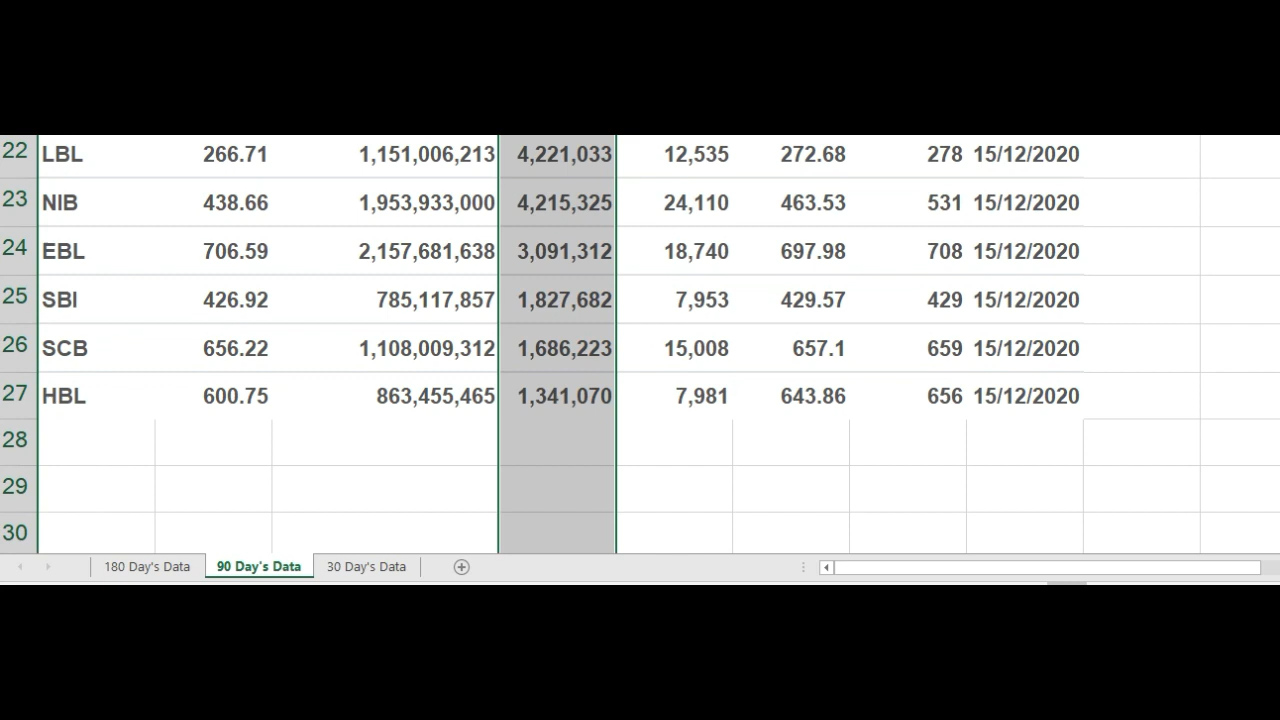 22 LBL 266.71 1,151,006,213 4,221,033 12,535 272.68 278 15/12/2020
23 NIB 438.66 1,953,933,000 4,215,325 24,110 463.53 531 15/12/2020
24 EBL 706.59 2,157,681,638 3,091,312 18,740 697.98 708 15/12/2020
25 SBI 426.92 785,117,857 1,827,682 7,953 429.57 429 15/12/2020
26 SCB 656.22 1,108,009,312 1,686,223 15,008 657.1 659 15/12/2020
27 HBL 600.75 863,455,465 1,341,070 7,981 643.86 656 15/12/2020
28
29
30
180 Day's Data 90 Day's Data 30 Day's Data